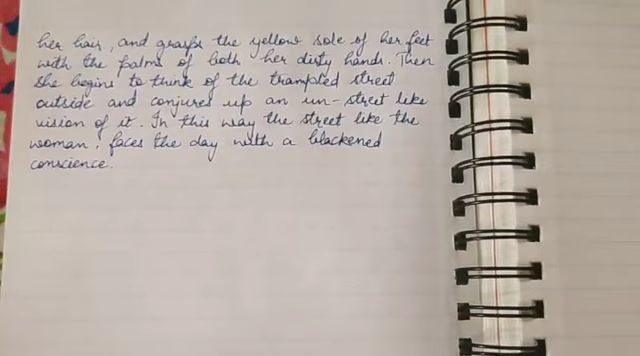 her hair, and grasps the yellow sole of her feet
with the palms of both her dirty hands. Then
she begins to think of the trampled street
outside and conjures up an un-street like
vision of it. In this way the street like the
woman, faces the day with a blackened
conscience.